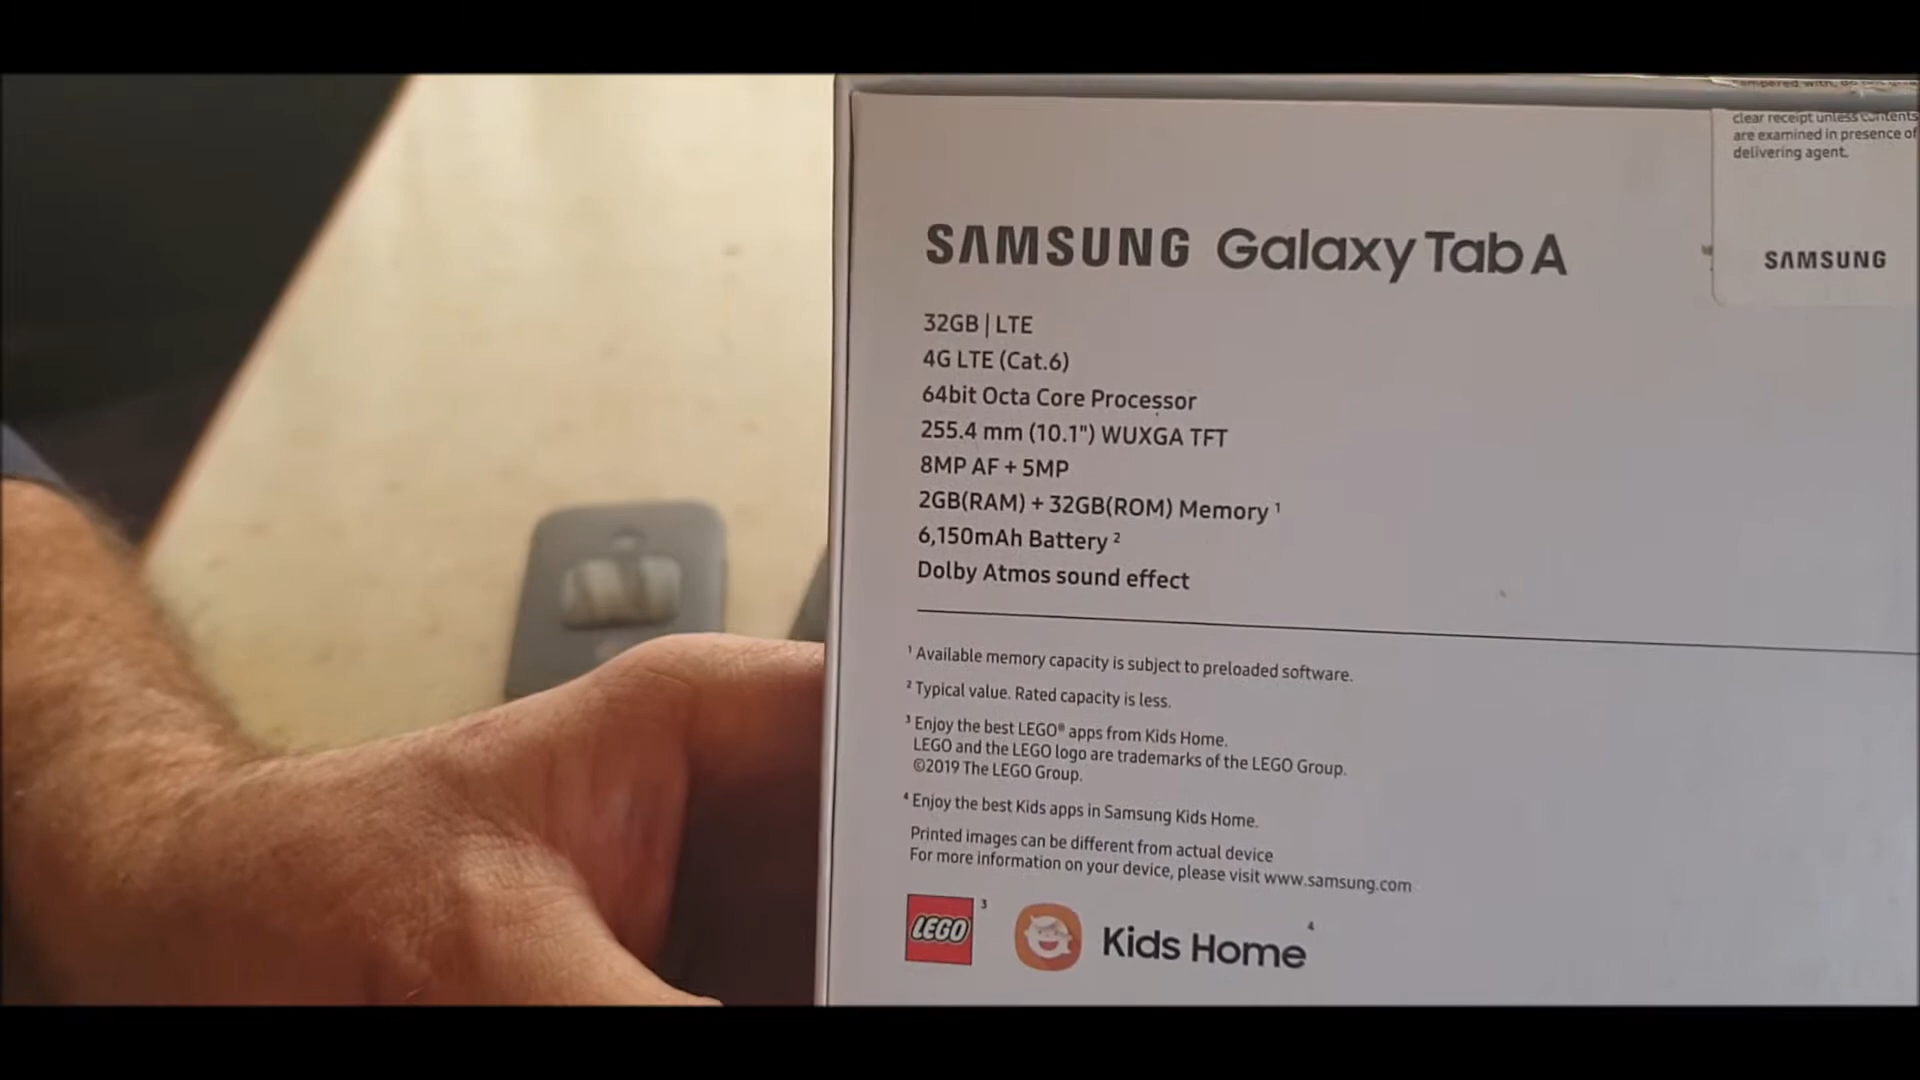 tampered with, do
clear receipt unless contents
are examined in presence of
delivering agent.
SAMSUNG
SAMSUNG Galaxy Tab A
32GB | LTE
4G LTE (Cat.6)
64bit Octa Core Processor
255.4 mm (10.1") WUXGA TFT
8MP AF + 5MP
2GB(RAM) + 32GB(ROM) Memory ¹
6,150mAh Battery ²
Dolby Atmos sound effect
¹ Available memory capacity is subject to preloaded software.
² Typical value. Rated capacity is less.
³ Enjoy the best LEGO® apps from Kids Home.
LEGO and the LEGO logo are trademarks of the LEGO Group.
©2019 The LEGO Group.
⁴ Enjoy the best Kids apps in Samsung Kids Home.
Printed images can be different from actual device
For more information on your device, please visit www.samsung.com
LEGO ³
Kids Home ⁴